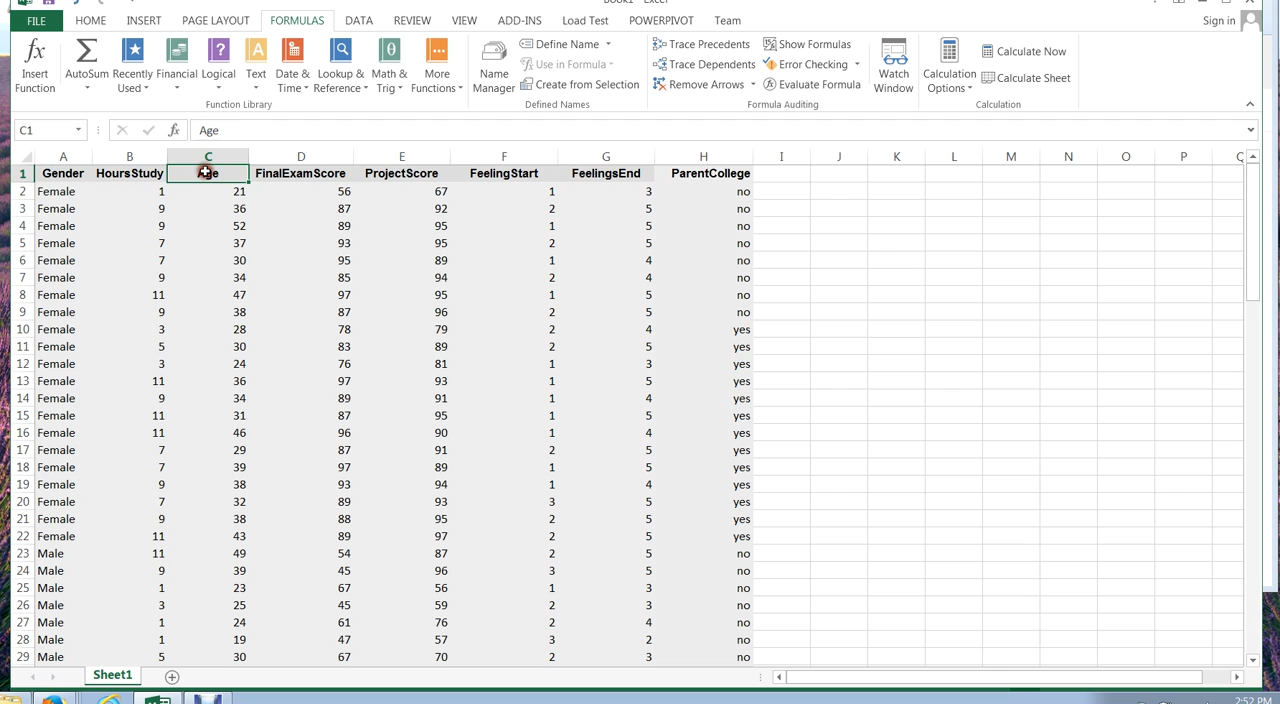 Book1 - Excel
FILE HOME INSERT PAGE LAYOUT FORMULAS DATA REVIEW VIEW ADD-INS Load Test POWERPIVOT Team Sign in
Insert Function
AutoSum
Recently Used
Financial
Logical
Text
Date & Time
Lookup & Reference
Math & Trig
More Functions
Function Library
Name Manager
Define Name
Use in Formula
Create from Selection
Defined Names
Trace Precedents
Trace Dependents
Remove Arrows
Show Formulas
Error Checking
Evaluate Formula
Formula Auditing
Watch Window
Calculation Options
Calculate Now
Calculate Sheet
Calculation
C1 fx Age
A B C D E F G H I J K L M N O P Q
1 Gender HoursStudy Age FinalExamScore ProjectScore FeelingStart FeelingsEnd ParentCollege
2 Female 1 21 56 67 1 3 no
3 Female 9 36 87 92 2 5 no
4 Female 9 52 89 95 1 5 no
5 Female 7 37 93 95 2 5 no
6 Female 7 30 95 89 1 4 no
7 Female 9 34 85 94 2 4 no
8 Female 11 47 97 95 1 5 no
9 Female 9 38 87 96 2 5 no
10 Female 3 28 78 79 2 4 yes
11 Female 5 30 83 89 2 5 yes
12 Female 3 24 76 81 1 3 yes
13 Female 11 36 97 93 1 5 yes
14 Female 9 34 89 91 1 4 yes
15 Female 11 31 87 95 1 5 yes
16 Female 11 46 96 90 1 4 yes
17 Female 7 29 87 91 2 5 yes
18 Female 7 39 97 89 1 5 yes
19 Female 9 38 93 94 1 4 yes
20 Female 7 32 89 93 3 5 yes
21 Female 9 38 88 95 2 5 yes
22 Female 11 43 89 97 2 5 yes
23 Male 11 49 54 87 2 5 no
24 Male 9 39 45 96 3 5 no
25 Male 1 23 67 56 1 3 no
26 Male 3 25 45 59 2 3 no
27 Male 1 24 61 76 2 4 no
28 Male 1 19 47 57 3 2 no
29 Male 5 30 67 70 2 3 no
Sheet1
2:52 PM